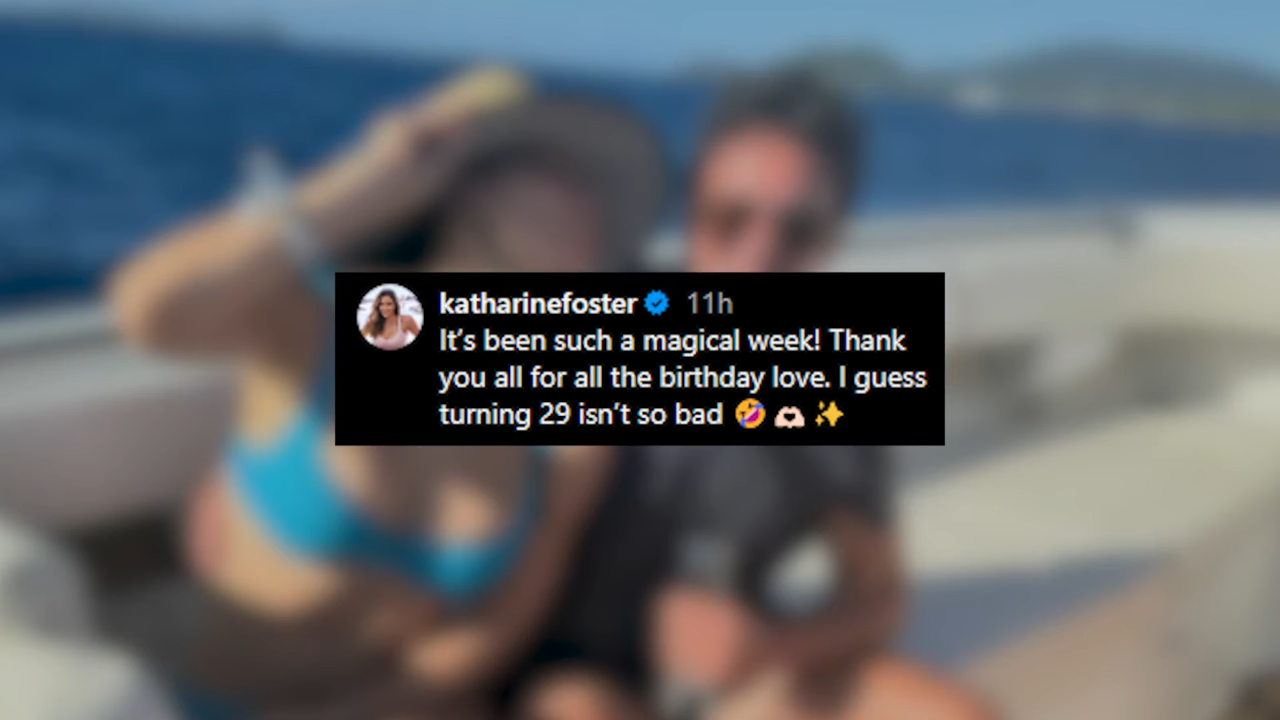 katharinefoster 11h
It’s been such a magical week! Thank
you all for all the birthday love. I guess
turning 29 isn’t so bad 🤣 🫶🏻 ✨